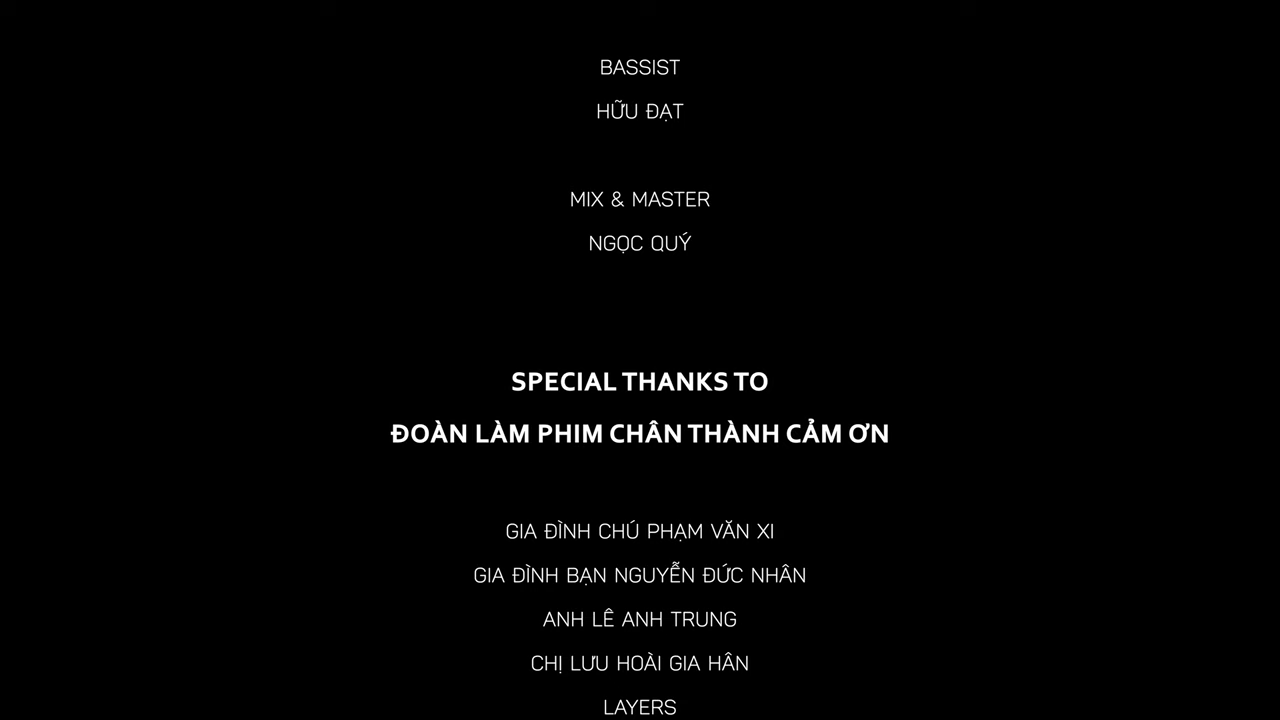 BASSIST
HỮU ĐẠT
MIX & MASTER
NGỌC QUÝ
SPECIAL THANKS TO
ĐOÀN LÀM PHIM CHÂN THÀNH CẢM ƠN
GIA ĐÌNH CHÚ PHẠM VĂN XI
GIA ĐÌNH BẠN NGUYỄN ĐỨC NHÂN
ANH LÊ ANH TRUNG
CHỊ LƯU HOÀI GIA HÂN
LAYERS